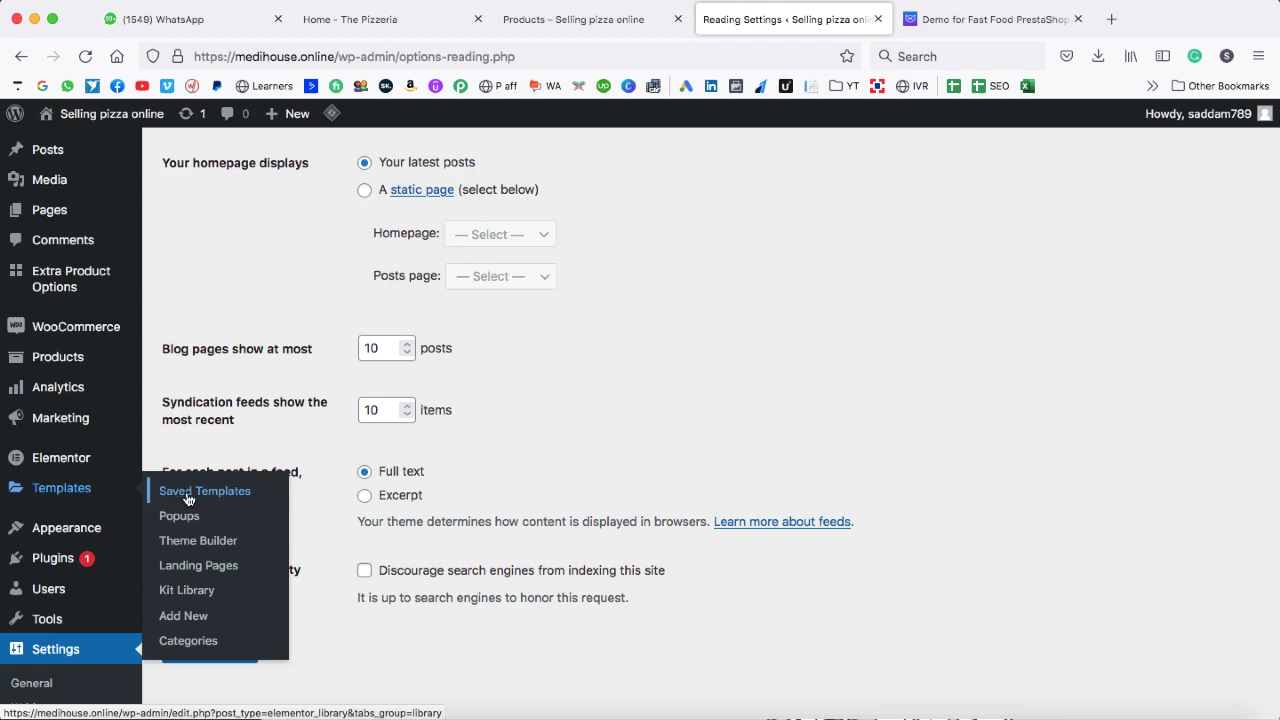 (1549) WhatsApp
Home - The Pizzeria
Products – Selling pizza online
Reading Settings ‹ Selling pizza onli
Demo for Fast Food PrestaShop
https://medihouse.online/wp-admin/options-reading.php
Search
Learners
P aff
WA
YT
IVR
SEO
Other Bookmarks
Selling pizza online
1
0
New
Howdy, saddam789
Posts
Media
Pages
Comments
Extra Product
Options
WooCommerce
Products
Analytics
Marketing
Elementor
Templates
Appearance
Plugins 1
Users
Tools
Settings
General
Saved Templates
Popups
Theme Builder
Landing Pages
Kit Library
Add New
Categories
Your homepage displays
Your latest posts
A static page (select below)
Homepage: — Select —
Posts page: — Select —
Blog pages show at most
10 posts
Syndication feeds show the
most recent
10 items
For each post in a feed,
Full text
Excerpt
Your theme determines how content is displayed in browsers. Learn more about feeds.
Discourage search engines from indexing this site
It is up to search engines to honor this request.
https://medihouse.online/wp-admin/edit.php?post_type=elementor_library&tabs_group=library